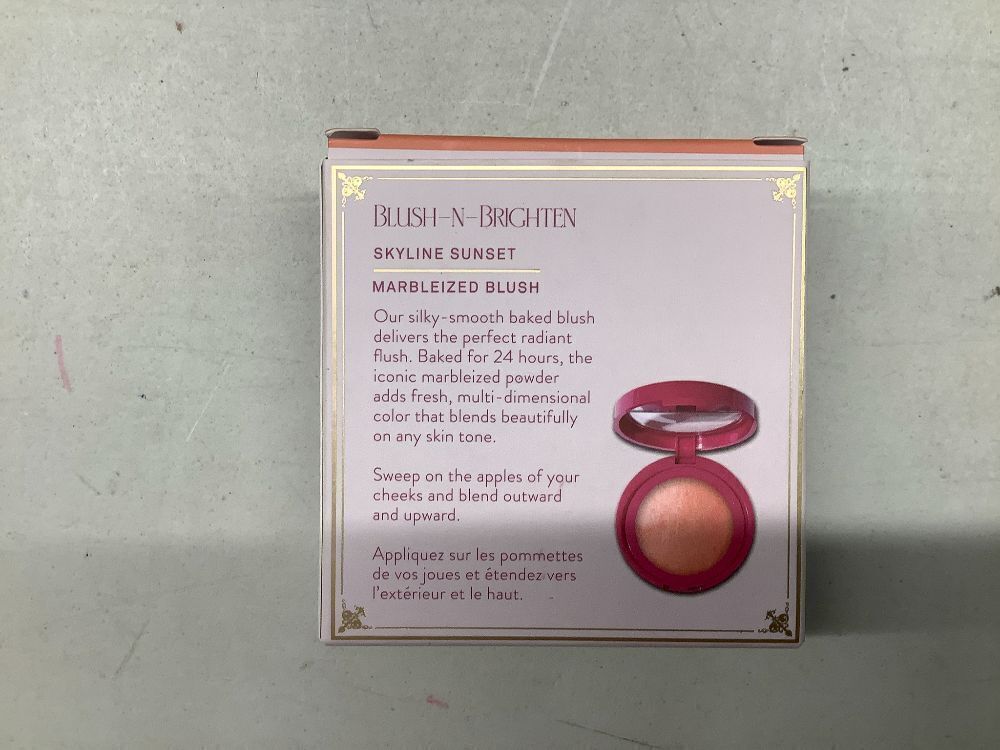 BLUSH-N-BRIGHTEN
SKYLINE SUNSET
MARBLEIZED BLUSH
Our silky-smooth baked blush
delivers the perfect radiant
flush. Baked for 24 hours, the
iconic marbleized powder
adds fresh, multi-dimensional
color that blends beautifully
on any skin tone.
Sweep on the apples of your
cheeks and blend outward
and upward.
Appliquez sur les pommettes
de vos joues et étendez vers
l'extérieur et le haut.